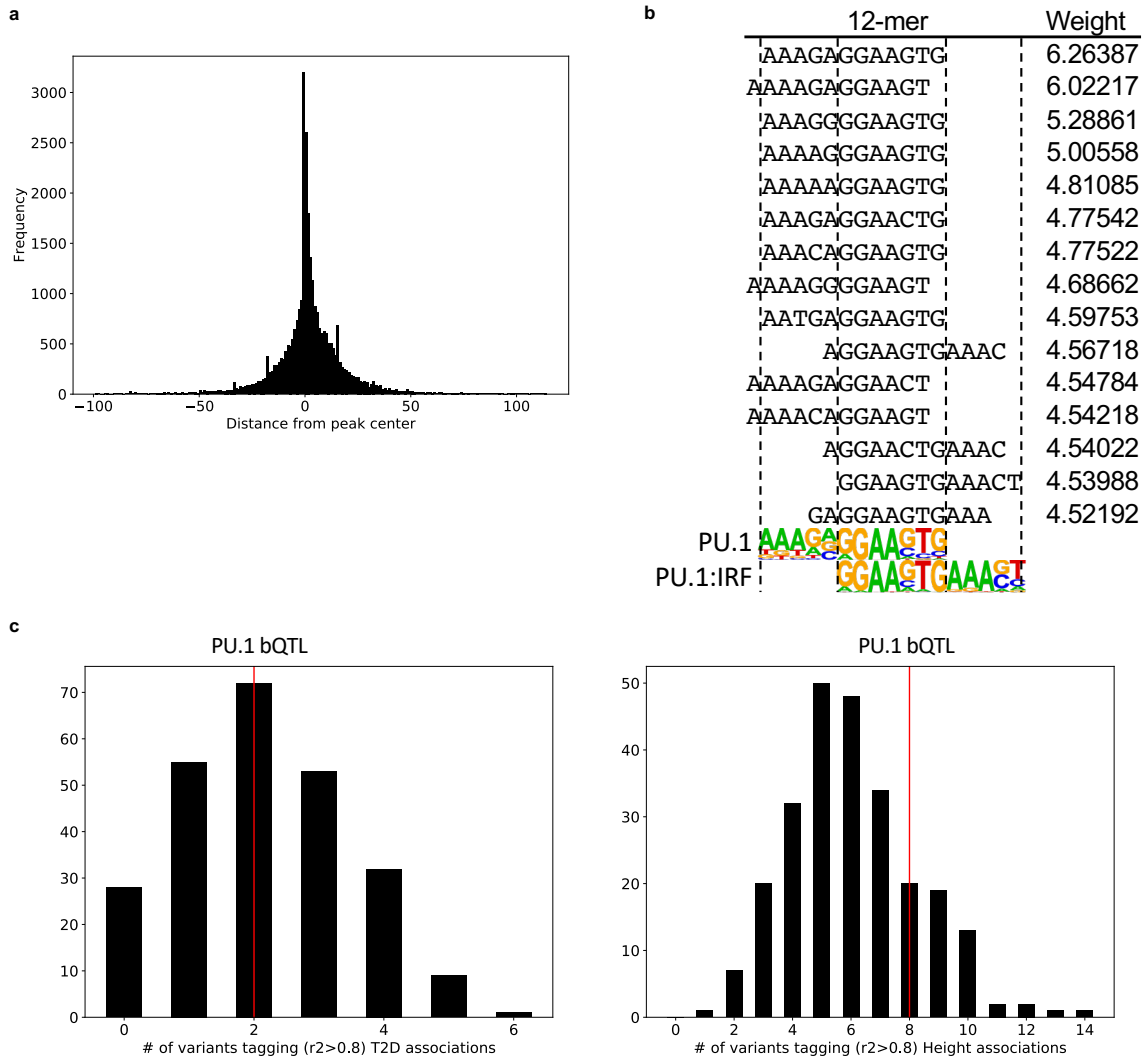 a
3000
2500
2000
1500
1000
500
0
Frequency
−100 −50 0 50 100
Distance from peak center
b
12-mer Weight
AAAGAGGAAGTG 6.26387
AAAAGAGGAAGT 6.02217
AAAGGGGAAGTG 5.28861
AAAAGGGAAGTG 5.00558
AAAAAGGAAGTG 4.81085
AAAGAGGAACTG 4.77542
AAACAGGAAGTG 4.77522
AAAAGGGGAAGT 4.68662
AATGAGGAAGTG 4.59753
AGGAAGTGAAAC 4.56718
AAAAGAGGAACT 4.54784
AAAACAGGAAGT 4.54218
AGGAACTGAAAC 4.54022
GGAAGTGAAACT 4.53988
GAGGAAGTGAAA 4.52192
PU.1
PU.1:IRF
c
PU.1 bQTL
70
60
50
40
30
20
10
0
0 2 4 6
# of variants tagging (r2>0.8) T2D associations
PU.1 bQTL
50
40
30
20
10
0
0 2 4 6 8 10 12 14
# of variants tagging (r2>0.8) Height associations